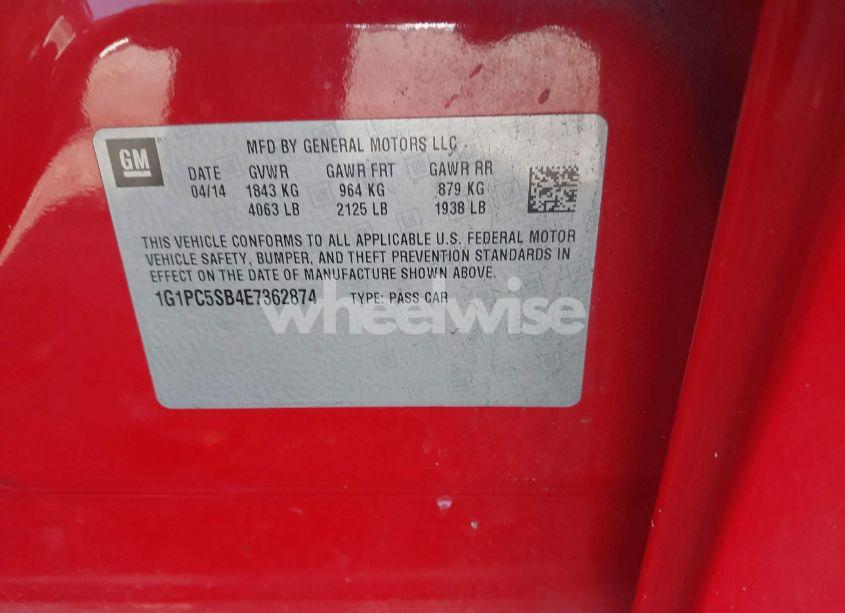 GM
MFD BY GENERAL MOTORS LLC
DATE GVWR GAWR FRT GAWR RR
04/14 1843 KG 964 KG 879 KG
4063 LB 2125 LB 1938 LB
THIS VEHICLE CONFORMS TO ALL APPLICABLE U.S. FEDERAL MOTOR
VEHICLE SAFETY, BUMPER, AND THEFT PREVENTION STANDARDS IN
EFFECT ON THE DATE OF MANUFACTURE SHOWN ABOVE.
1G1PC5SB4E7362874 TYPE: PASS CAR
wheelwise